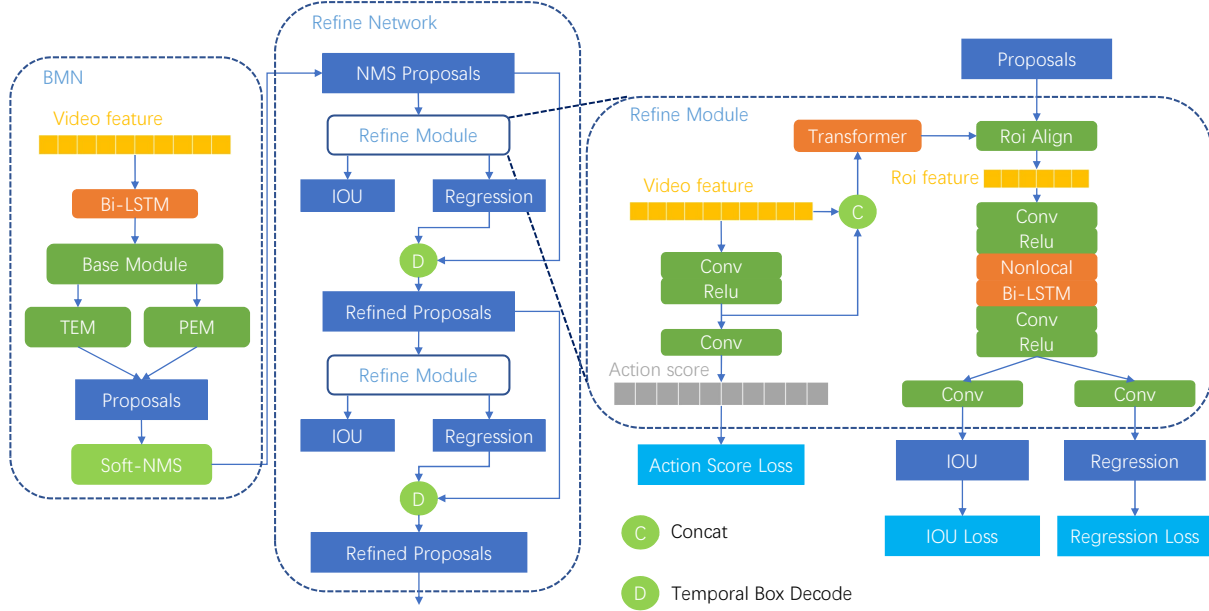 BMN
Video feature
Bi-LSTM
Base Module
TEM
PEM
Proposals
Soft-NMS
Refine Network
NMS Proposals
Refine Module
IOU
Regression
D
Refined Proposals
Refine Module
IOU
Regression
D
Refined Proposals
Proposals
Refine Module
Transformer
Roi Align
Video feature
Roi feature
C
Conv
Relu
Conv
Action score
Action Score Loss
Conv
Relu
Nonlocal
Bi-LSTM
Conv
Relu
Conv
Conv
IOU
Regression
IOU Loss
Regression Loss
C
Concat
D
Temporal Box Decode